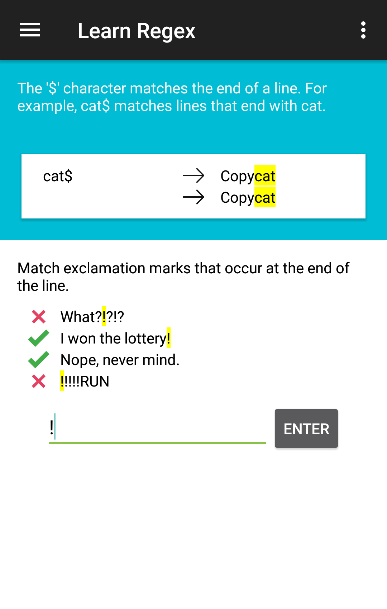 Learn Regex
The '$' character matches the end of a line. For
example, cat$ matches lines that end with cat.
cat$ → Copycat
→ Copycat
Match exclamation marks that occur at the end of
the line.
What?!?!?
I won the lottery!
Nope, never mind.
!!!!!RUN
!
ENTER